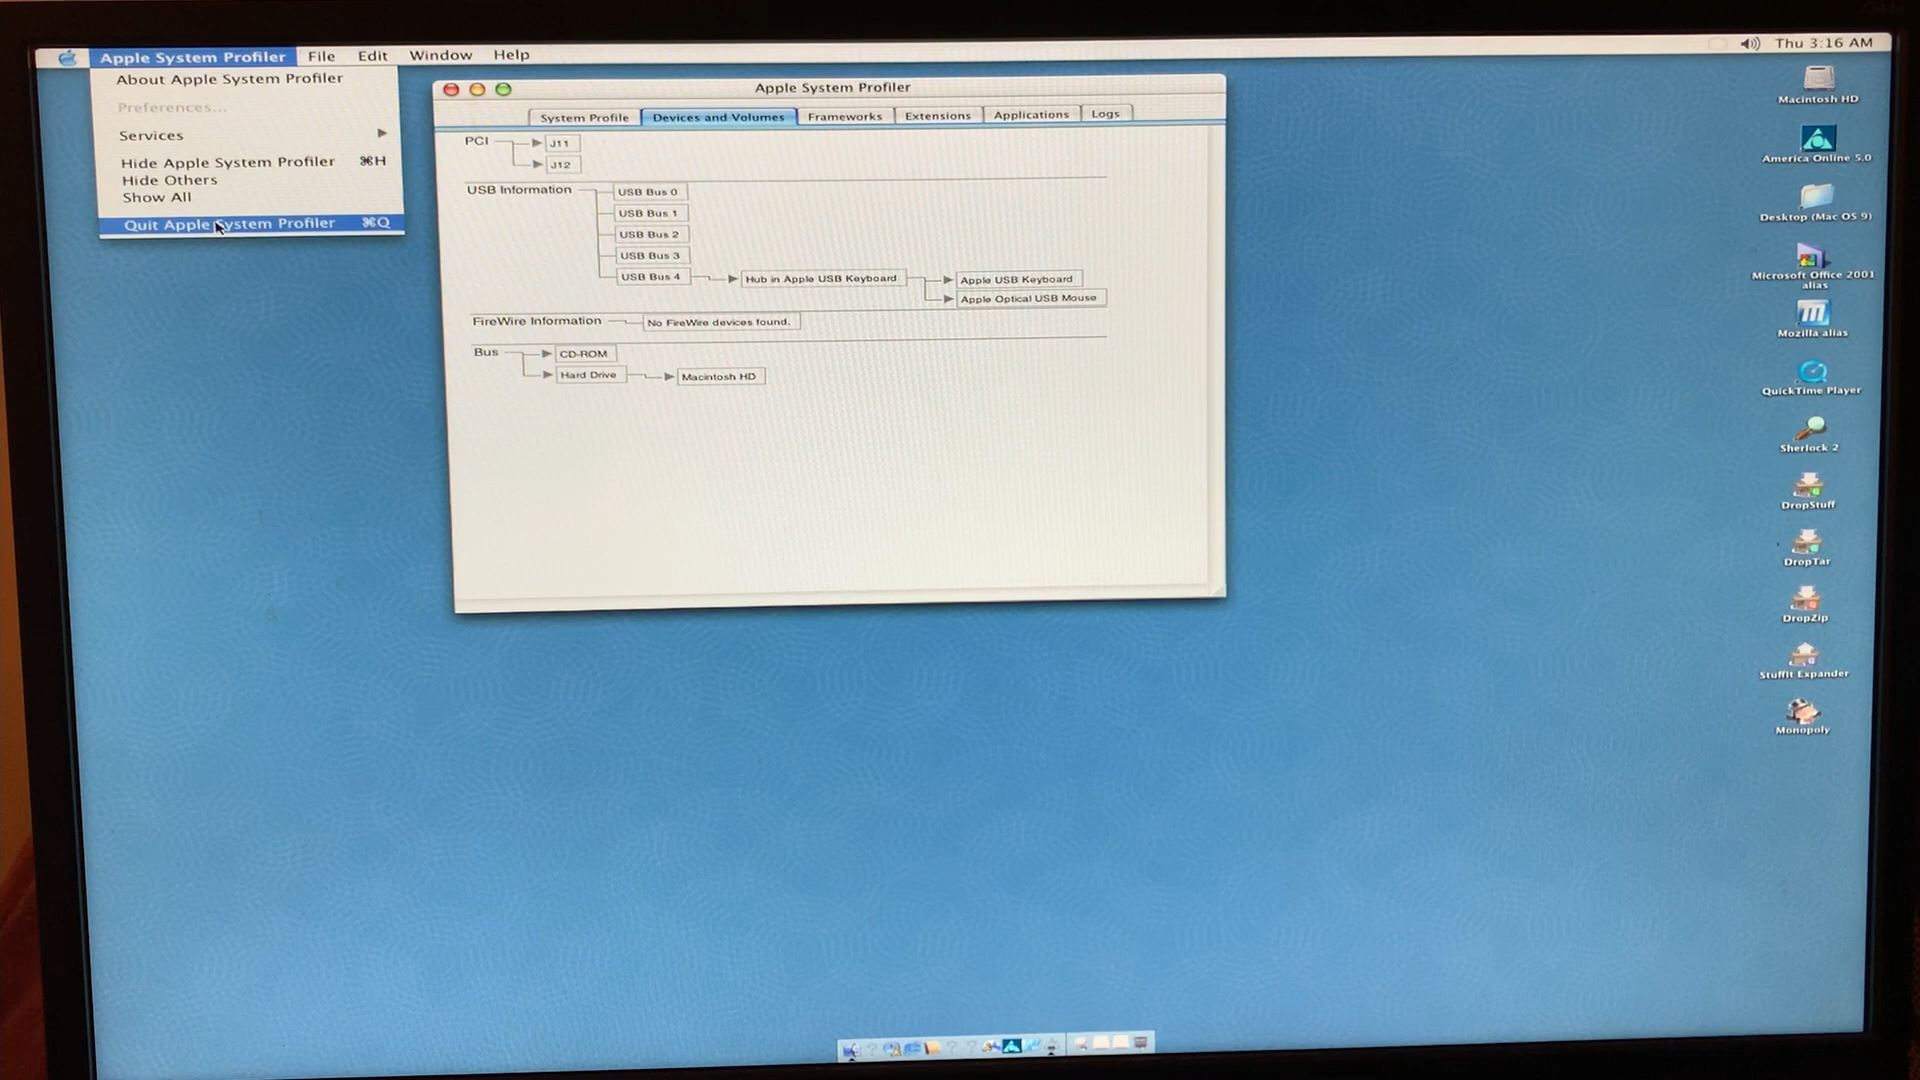 Apple System Profiler File Edit Window Help
Thu 3:16 AM
About Apple System Profiler
Preferences...
Services
Hide Apple System Profiler ⌘H
Hide Others
Show All
Quit Apple System Profiler ⌘Q
Apple System Profiler
System Profile Devices and Volumes Frameworks Extensions Applications Logs
PCI
J11
J12
USB Information
USB Bus 0
USB Bus 1
USB Bus 2
USB Bus 3
USB Bus 4
Hub in Apple USB Keyboard
Apple USB Keyboard
Apple Optical USB Mouse
FireWire Information
No FireWire devices found.
Bus
CD-ROM
Hard Drive
Macintosh HD
Macintosh HD
America Online 5.0
Desktop (Mac OS 9)
Microsoft Office 2001
alias
Mozilla alias
QuickTime Player
Sherlock 2
DropStuff
DropTar
DropZip
StuffIt Expander
Monopoly